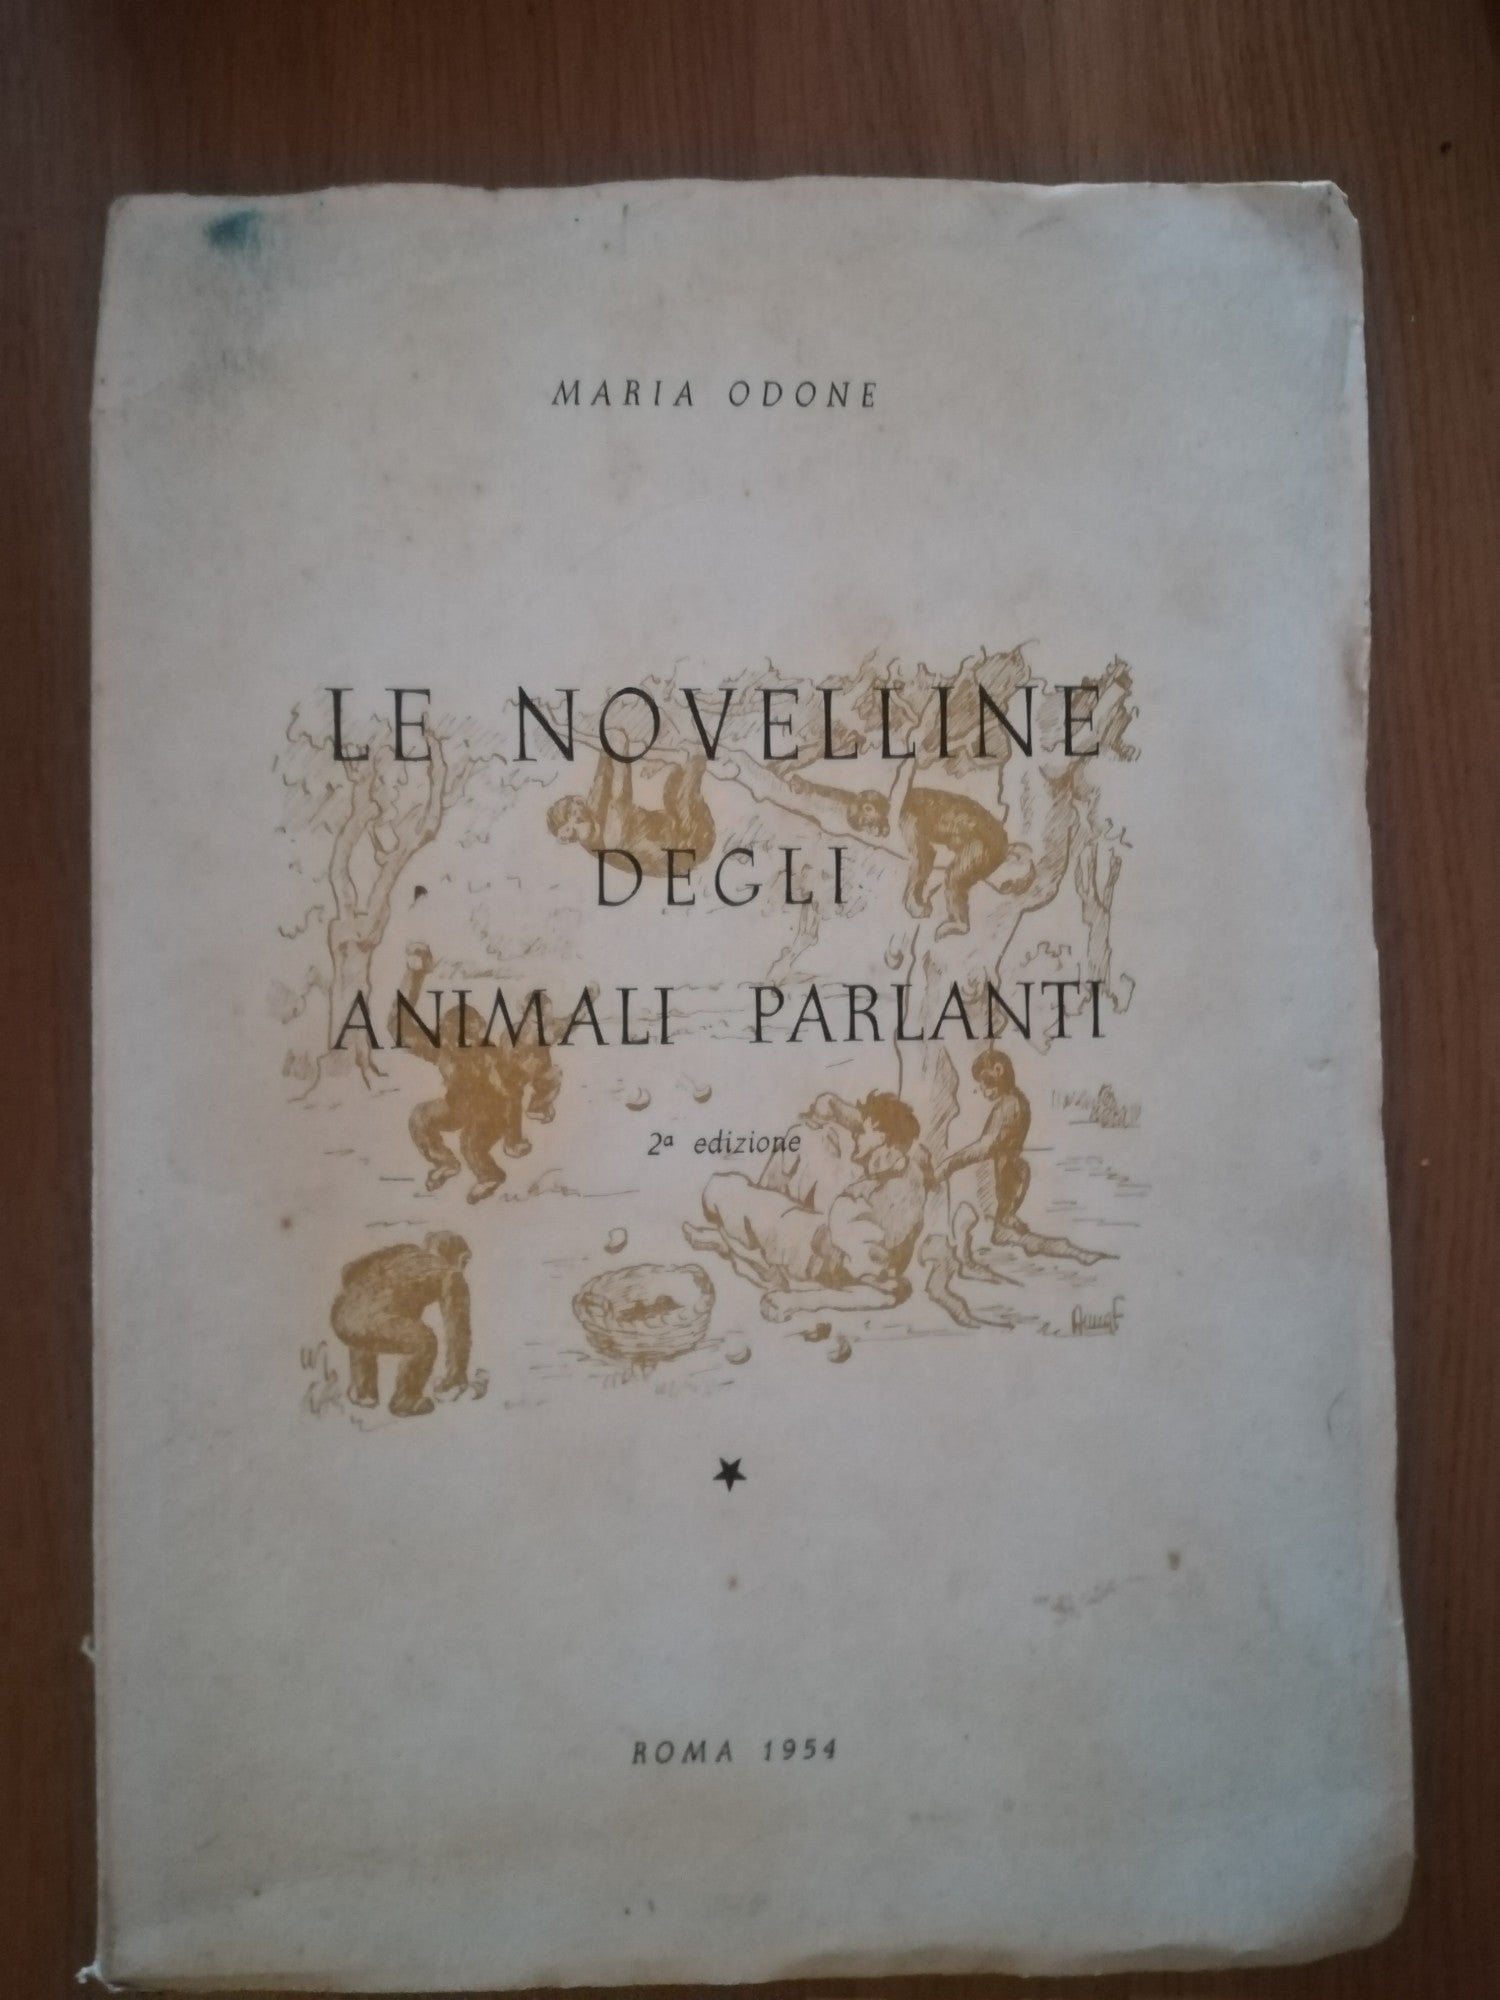 MARIA ODONE
LE NOVELLINE
DEGLI
ANIMALI PARLANTI
2ª edizione
ROMA 1954